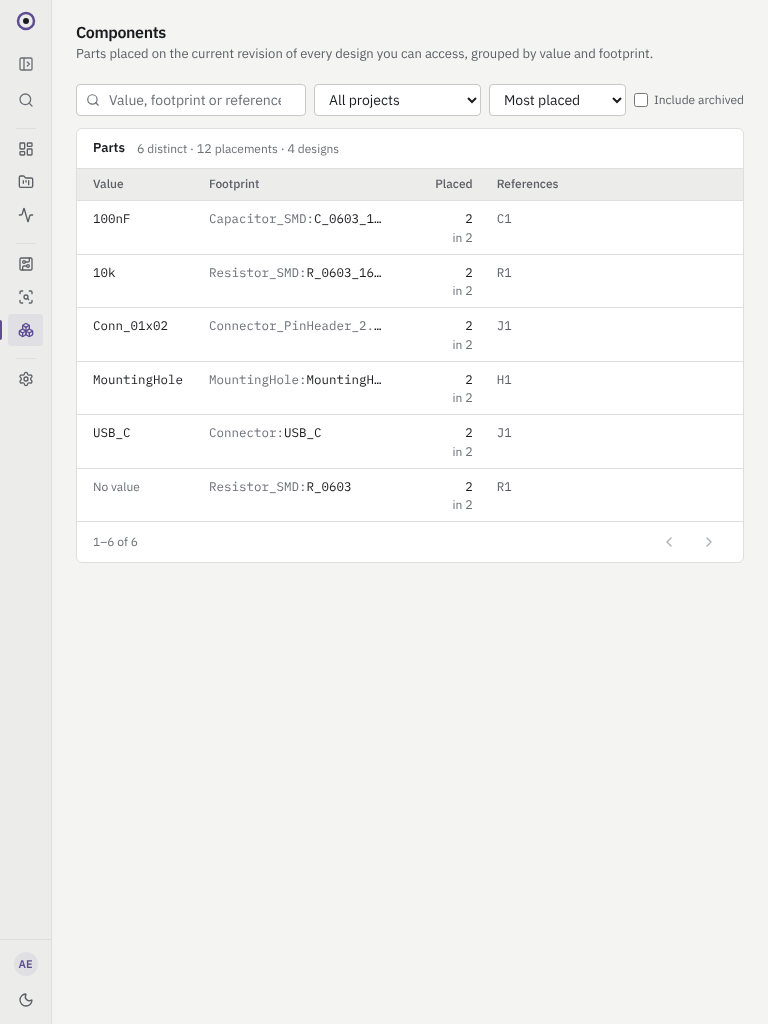 Components
Parts placed on the current revision of every design you can access, grouped by value and footprint.
Value, footprint or reference
All projects
Most placed
Include archived
Parts 6 distinct · 12 placements · 4 designs
Value Footprint Placed References
100nF Capacitor_SMD:C_0603_1… 2 C1
in 2
10k Resistor_SMD:R_0603_16… 2 R1
in 2
Conn_01x02 Connector_PinHeader_2.… 2 J1
in 2
MountingHole MountingHole:MountingH… 2 H1
in 2
USB_C Connector:USB_C 2 J1
in 2
No value Resistor_SMD:R_0603 2 R1
in 2
1–6 of 6
AE